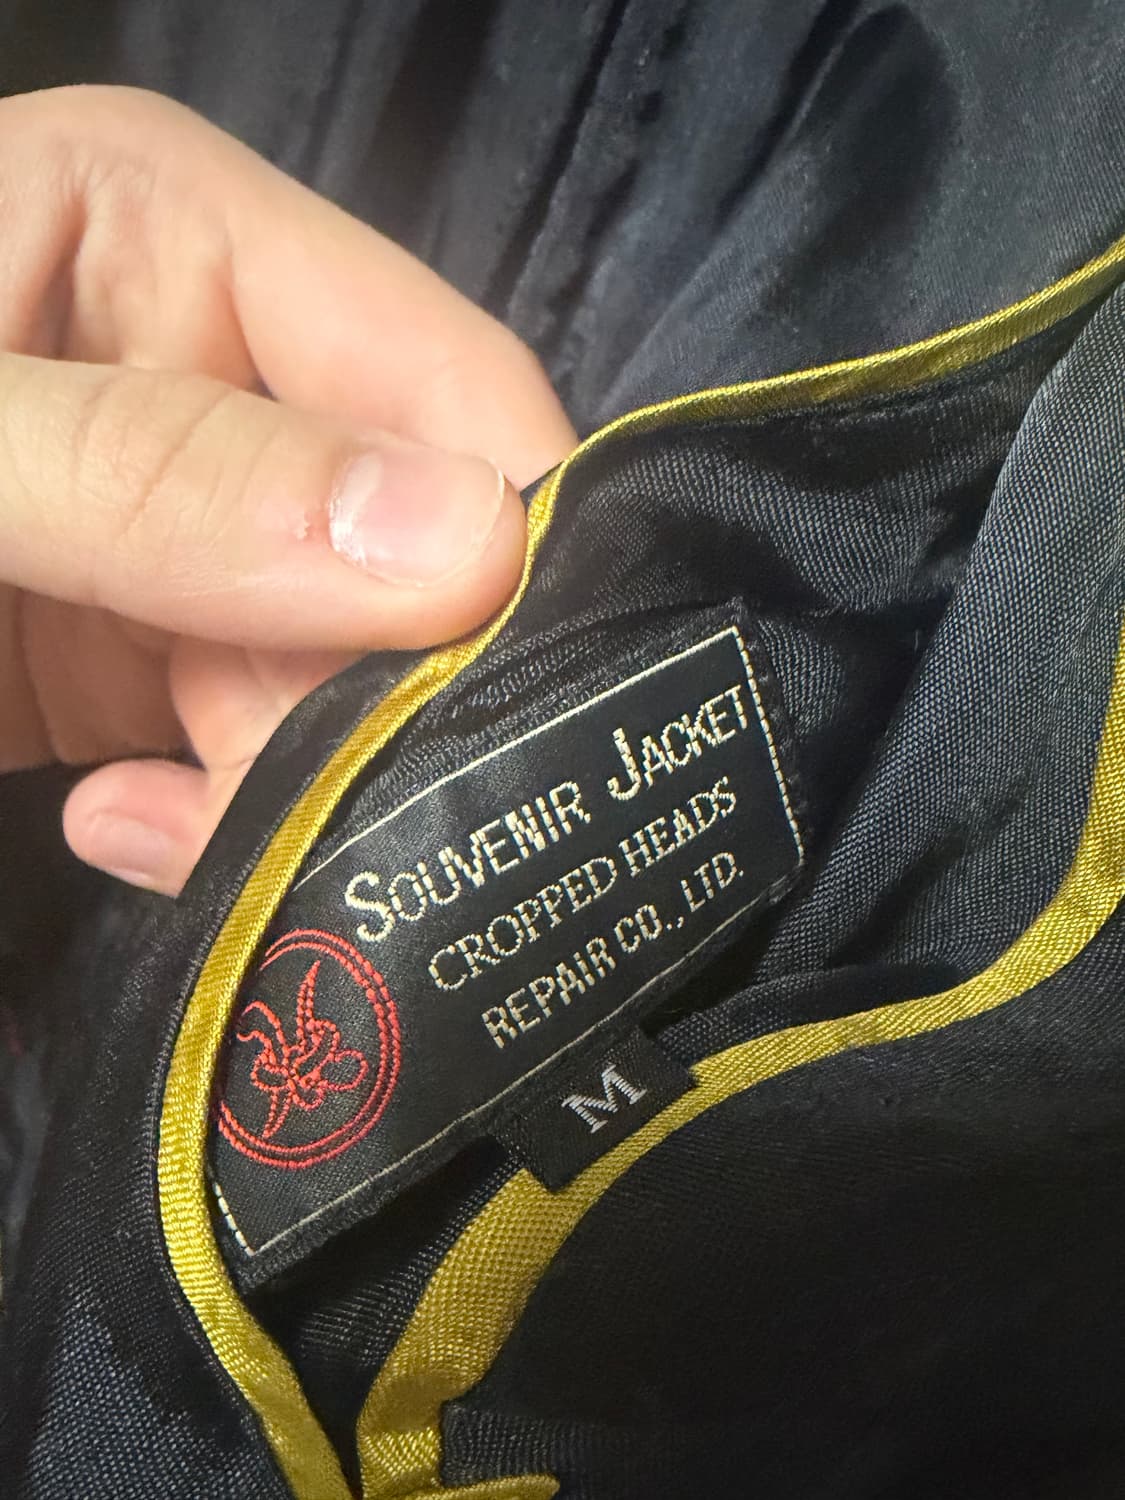 SOUVENIR JACKET
CROPPED HEADS
REPAIR CO., LTD.
M